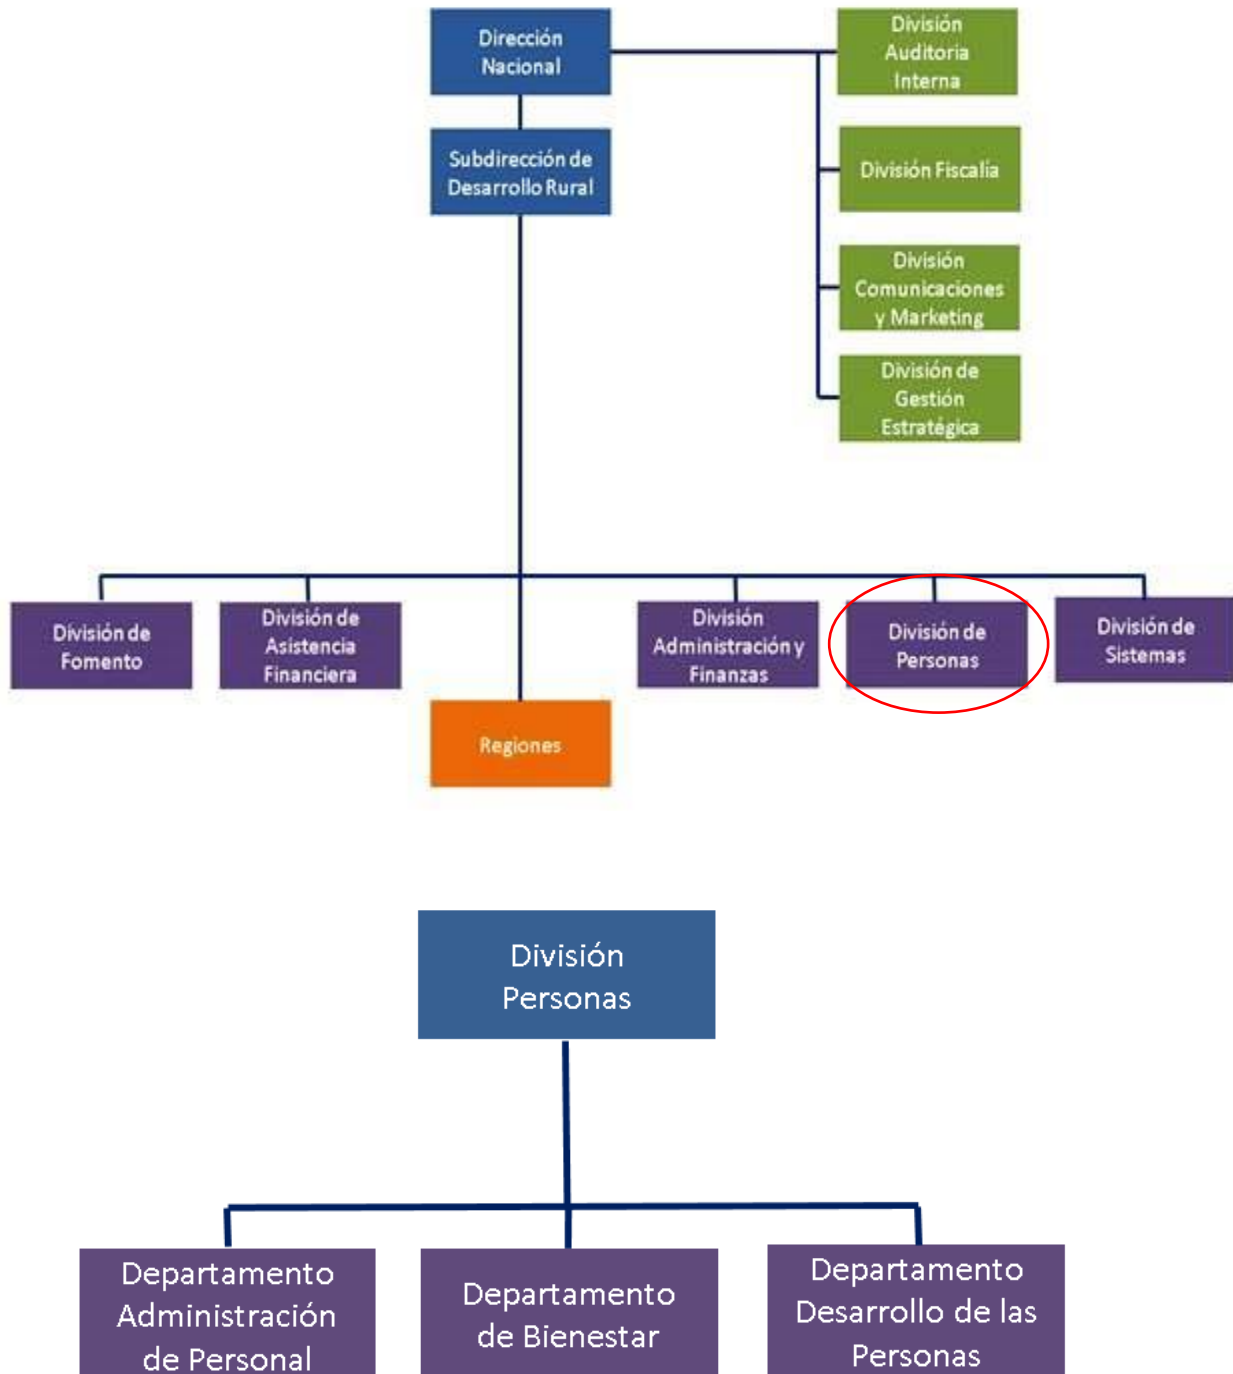 Dirección
Nacional
División
Auditoria
Interna
Subdirección de
Desarrollo Rural
División Fiscalía
División
Comunicaciones
y Marketing
División de
Gestión
Estratégica
División de
Fomento
División de
Asistencia
Financiera
División
Administración y
Finanzas
División de
Personas
División de
Sistemas
Regiones
División
Personas
Departamento
Administración
de Personal
Departamento
de Bienestar
Departamento
Desarrollo de las
Personas